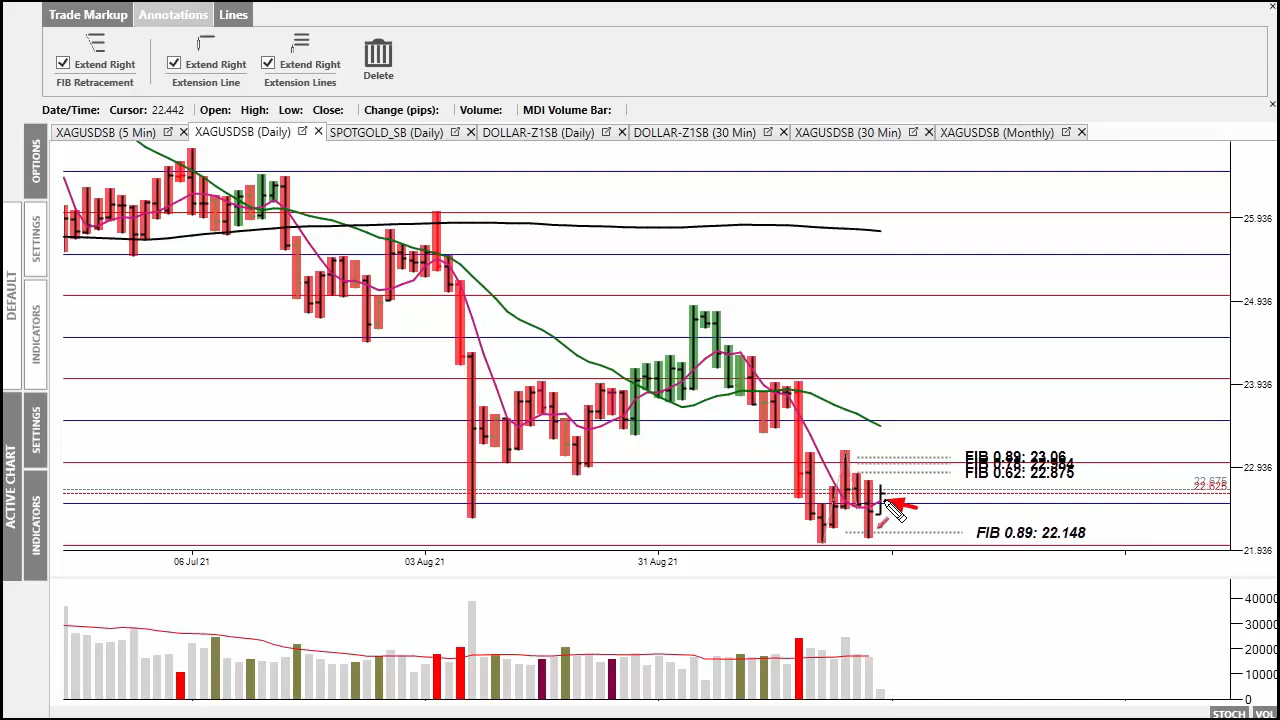 Trade Markup Annotations Lines
Extend Right Extend Right Extend Right
FIB Retracement Extension Line Extension Lines Delete
Date/Time: Cursor: 22.442 Open: High: Low: Close: Change (pips): Volume: MDI Volume Bar:
XAGUSDSB (5 Min) XAGUSDSB (Daily) SPOTGOLD_SB (Daily) DOLLAR-Z1SB (Daily) DOLLAR-Z1SB (30 Min) XAGUSDSB (30 Min) XAGUSDSB (Monthly)
OPTIONS
SETTINGS
INDICATORS
DEFAULT
SETTINGS
INDICATORS
ACTIVE CHART
25.936
24.936
23.936
22.936
21.936
FIB 0.89: 23.06
FIB 0.62: 22.875
22.625
FIB 0.89: 22.148
06 Jul 21 03 Aug 21 31 Aug 21
40000
30000
20000
10000
0
STOCH VOL